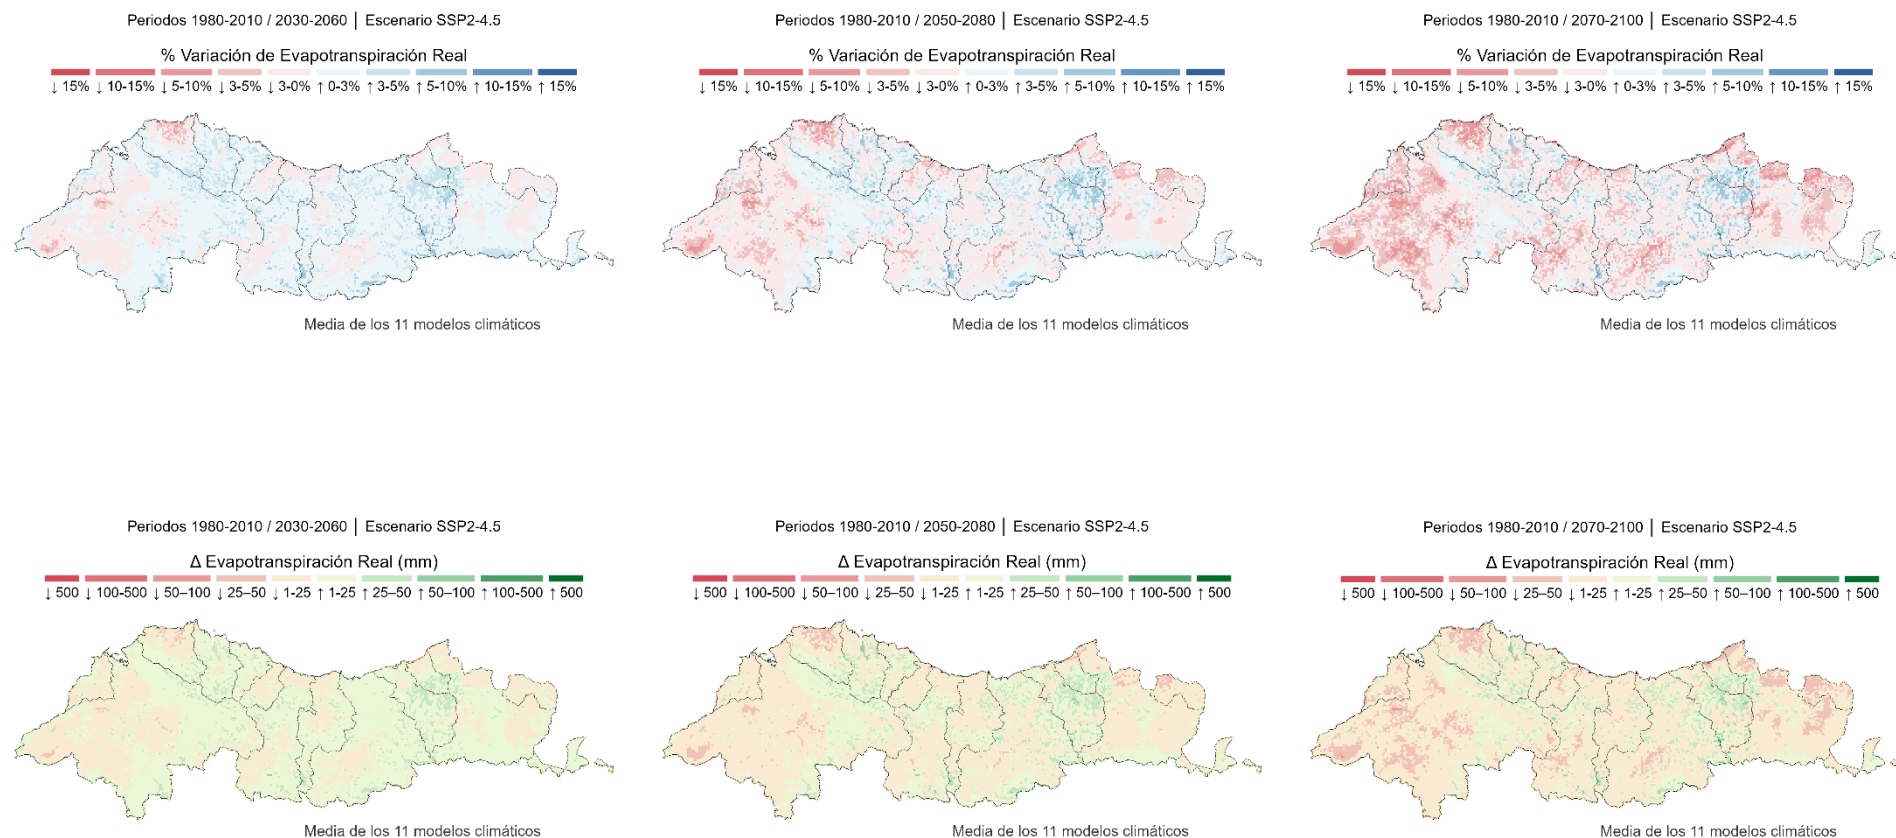 Periodos 1980-2010 / 2030-2060 | Escenario SSP2-4.5
% Variación de Evapotranspiración Real
↓ 15% ↓ 10-15% ↓ 5-10% ↓ 3-5% ↓ 3-0% ↑ 0-3% ↑ 3-5% ↑ 5-10% ↑ 10-15% ↑ 15%
Media de los 11 modelos climáticos
Periodos 1980-2010 / 2050-2080 | Escenario SSP2-4.5
% Variación de Evapotranspiración Real
↓ 15% ↓ 10-15% ↓ 5-10% ↓ 3-5% ↓ 3-0% ↑ 0-3% ↑ 3-5% ↑ 5-10% ↑ 10-15% ↑ 15%
Media de los 11 modelos climáticos
Periodos 1980-2010 / 2070-2100 | Escenario SSP2-4.5
% Variación de Evapotranspiración Real
↓ 15% ↓ 10-15% ↓ 5-10% ↓ 3-5% ↓ 3-0% ↑ 0-3% ↑ 3-5% ↑ 5-10% ↑ 10-15% ↑ 15%
Media de los 11 modelos climáticos
Periodos 1980-2010 / 2030-2060 | Escenario SSP2-4.5
Δ Evapotranspiración Real (mm)
↓ 500 ↓ 100-500 ↓ 50–100 ↓ 25–50 ↓ 1-25 ↑ 1-25 ↑ 25–50 ↑ 50–100 ↑ 100-500 ↑ 500
Media de los 11 modelos climáticos
Periodos 1980-2010 / 2050-2080 | Escenario SSP2-4.5
Δ Evapotranspiración Real (mm)
↓ 500 ↓ 100-500 ↓ 50–100 ↓ 25–50 ↓ 1-25 ↑ 1-25 ↑ 25–50 ↑ 50–100 ↑ 100-500 ↑ 500
Media de los 11 modelos climáticos
Periodos 1980-2010 / 2070-2100 | Escenario SSP2-4.5
Δ Evapotranspiración Real (mm)
↓ 500 ↓ 100-500 ↓ 50–100 ↓ 25–50 ↓ 1-25 ↑ 1-25 ↑ 25–50 ↑ 50–100 ↑ 100-500 ↑ 500
Media de los 11 modelos climáticos